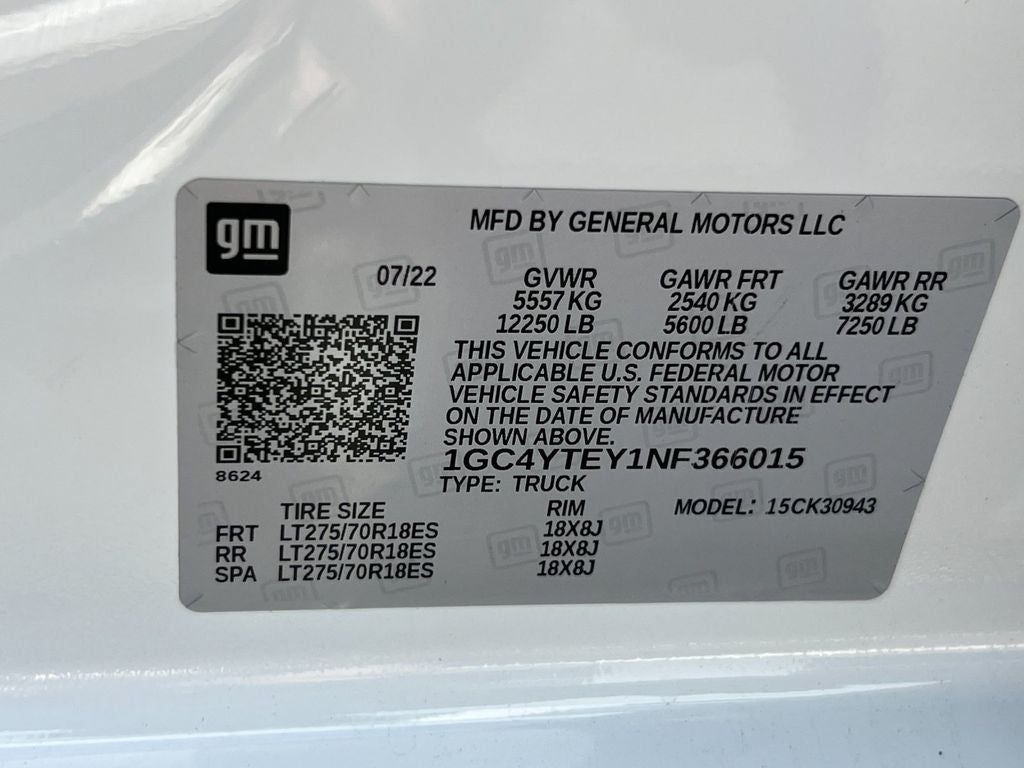 gm
MFD BY GENERAL MOTORS LLC
07/22
GVWR GAWR FRT GAWR RR
5557 KG 2540 KG 3289 KG
12250 LB 5600 LB 7250 LB
THIS VEHICLE CONFORMS TO ALL
APPLICABLE U.S. FEDERAL MOTOR
VEHICLE SAFETY STANDARDS IN EFFECT
ON THE DATE OF MANUFACTURE
SHOWN ABOVE.
1GC4YTEY1NF366015
8624
TYPE: TRUCK
TIRE SIZE RIM MODEL: 15CK30943
FRT LT275/70R18ES 18X8J
RR LT275/70R18ES 18X8J
SPA LT275/70R18ES 18X8J